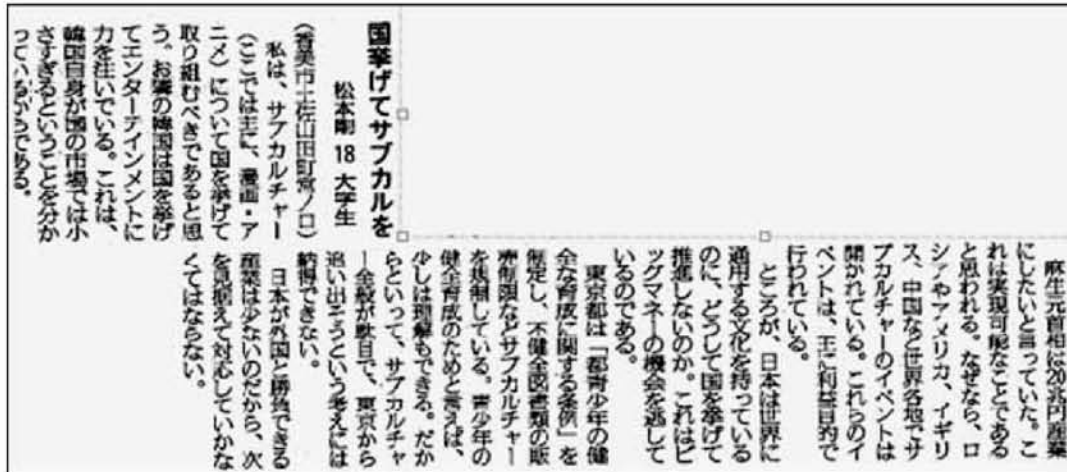 国挙げてサブカルを
松本剛 18 大学生
(香美市土佐山田町宮ノ口)
私は、サブカルチャー
(ここでは主に、漫画・ア
ニメ)について国を挙げて
取り組むべきであると思
う。お隣の韓国は国を挙げ
てエンターテインメントに
力を注いでいる。これは、
韓国自身が国の市場では小
さすぎるということを分か
っているからである。
麻生元首相は20兆円産業
にしたいと言っていた。こ
れは実現可能なことである
と思われる。なぜなら、ロ
シアやアメリカ、イギリ
ス、中国など世界各地でサ
ブカルチャーのイベントは
開かれている。これらのイ
ベントは、主に利益目的で
行われている。
ところが、日本は世界に
通用する文化を持っている
のに、どうして国を挙げて
推進しないのか。これはビ
ッグマネーの機会を逃して
いるのである。
東京都は「都青少年の健
全な育成に関する条例」を
制定し、不健全図書類の販
売制限などサブカルチャー
を規制している。青少年の
健全育成のためと言えば、
少しは理解もできる。だか
らといって、サブカルチャ
ー全般が駄目で、東京から
追い出そうという考えには
納得できない。
日本が外国と勝負できる
産業は少ないのだから、次
を見据えて対応していかな
くてはならない。